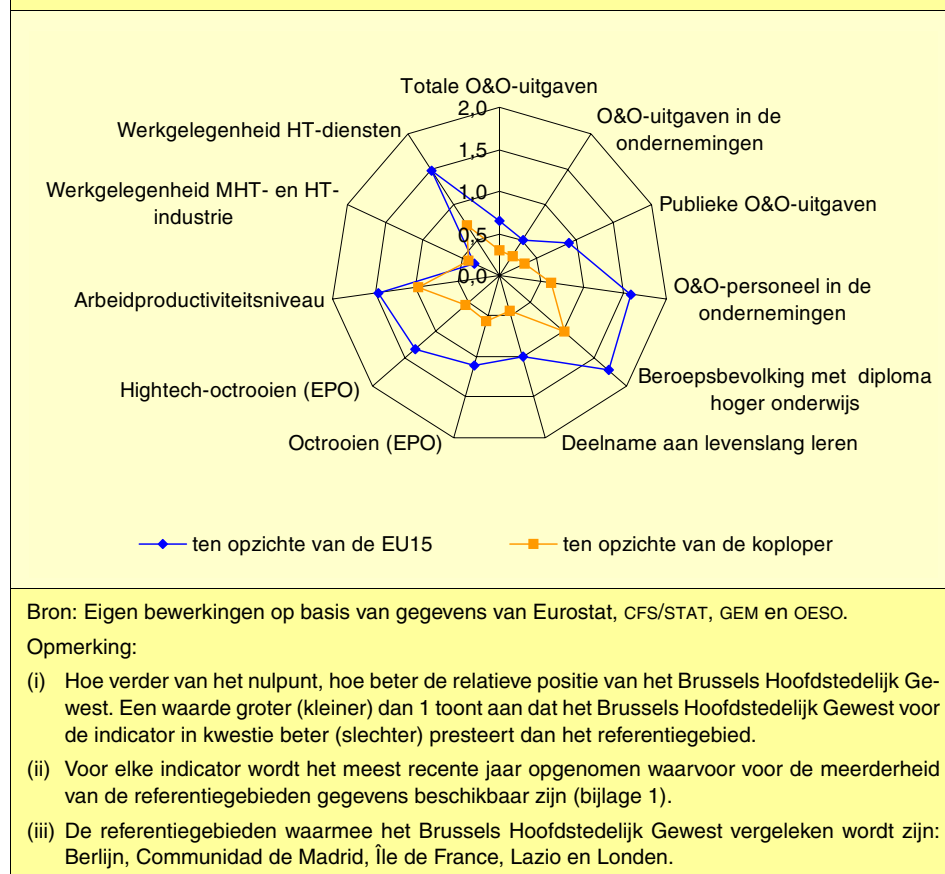 Totale O&O-uitgaven
2,0
1,5
1,0
0,5
0,0
O&O-uitgaven in de
ondernemingen
Publieke O&O-uitgaven
O&O-personeel in de
ondernemingen
Beroepsbevolking met diploma
hoger onderwijs
Deelname aan levenslang leren
Octrooien (EPO)
Hightech-octrooien (EPO)
Arbeidproductiviteitsniveau
Werkgelegenheid MHT- en HT-
industrie
Werkgelegenheid HT-diensten
ten opzichte van de EU15
ten opzichte van de koploper
Bron: Eigen bewerkingen op basis van gegevens van Eurostat, CFS/STAT, GEM en OESO.
Opmerking:
(i) Hoe verder van het nulpunt, hoe beter de relatieve positie van het Brussels Hoofdstedelijk Ge-
west. Een waarde groter (kleiner) dan 1 toont aan dat het Brussels Hoofdstedelijk Gewest voor
de indicator in kwestie beter (slechter) presteert dan het referentiegebied.
(ii) Voor elke indicator wordt het meest recente jaar opgenomen waarvoor voor de meerderheid
van de referentiegebieden gegevens beschikbaar zijn (bijlage 1).
(iii) De referentiegebieden waarmee het Brussels Hoofdstedelijk Gewest vergeleken wordt zijn:
Berlijn, Communidad de Madrid, Île de France, Lazio en Londen.